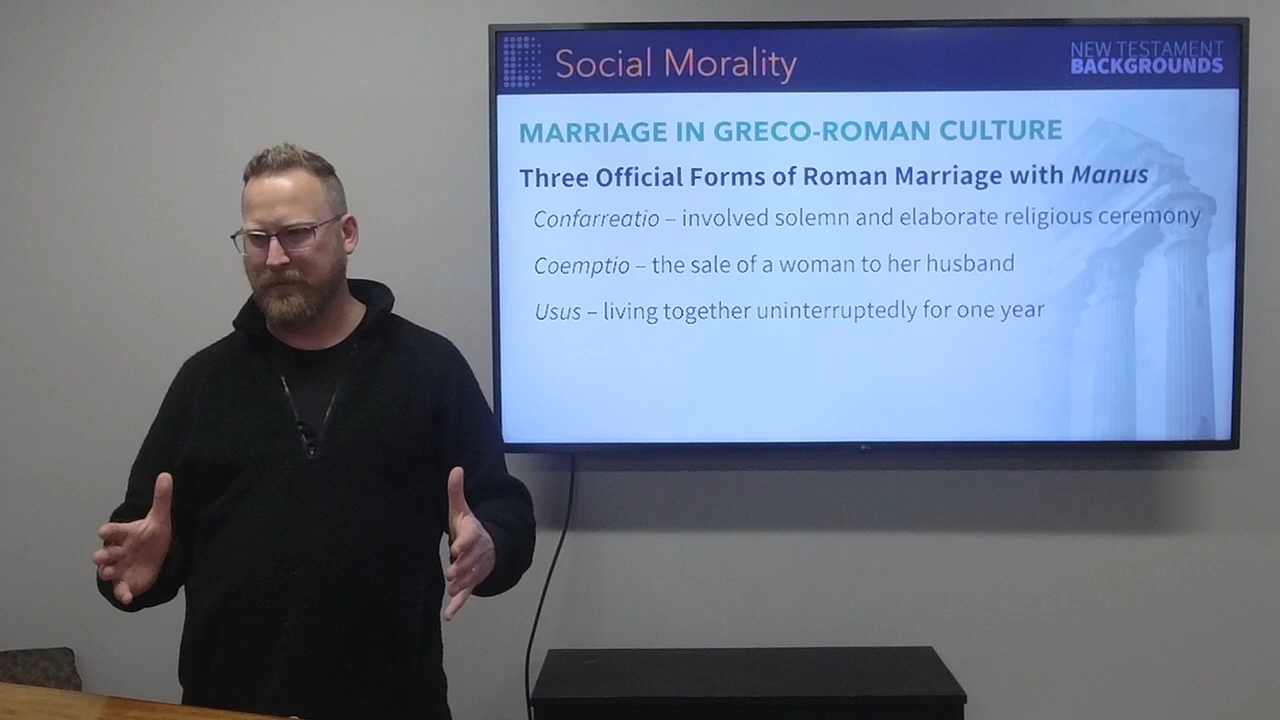 Social Morality
NEW TESTAMENT
BACKGROUNDS
MARRIAGE IN GRECO-ROMAN CULTURE
Three Official Forms of Roman Marriage with Manus
Confarreatio – involved solemn and elaborate religious ceremony
Coemptio – the sale of a woman to her husband
Usus – living together uninterruptedly for one year